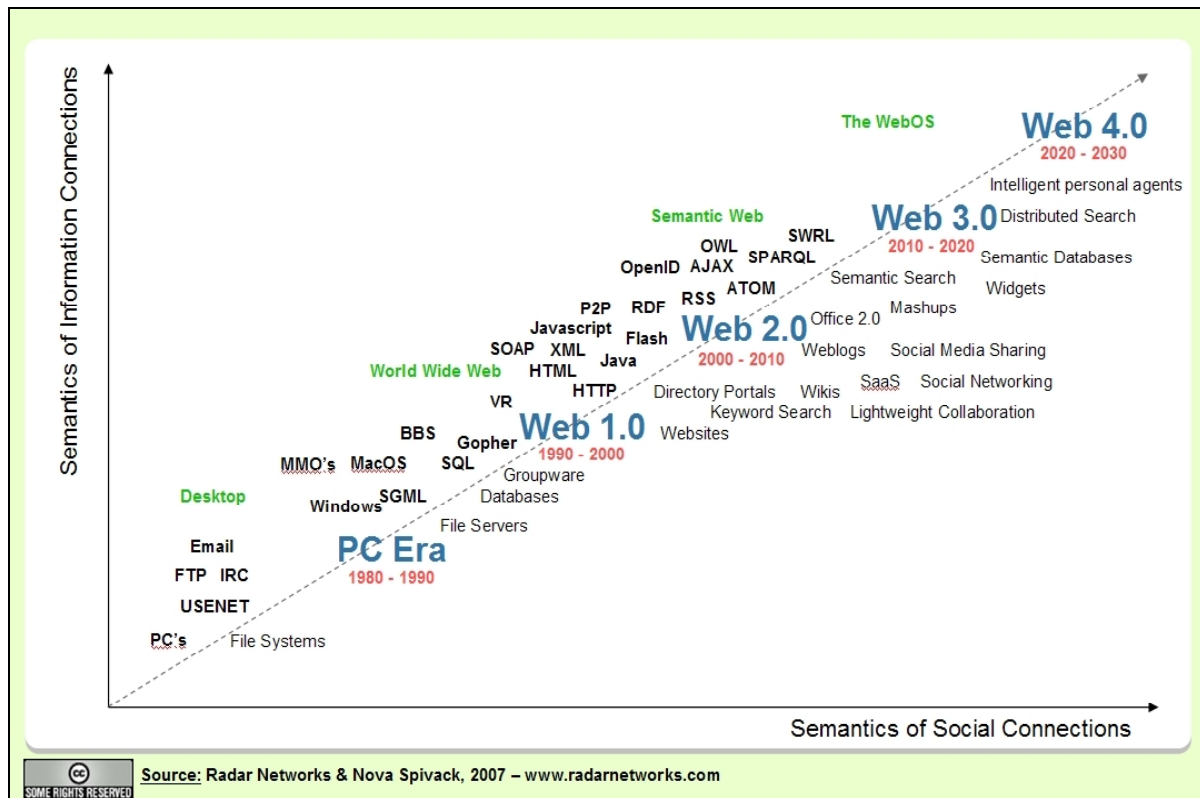 Semantics of Information Connections
The WebOS
Web 4.0
2020 - 2030
Intelligent personal agents
Semantic Web
Web 3.0
Distributed Search
2010 - 2020
SWRL
OWL
SPARQL
Semantic Databases
OpenID
AJAX
Semantic Search
ATOM
Widgets
RSS
P2P
RDF
Mashups
Office 2.0
Javascript
Web 2.0
Flash
SOAP
XML
2000 - 2010
Weblogs
Social Media Sharing
Java
World Wide Web
HTML
SaaS
Social Networking
HTTP
Directory Portals
Wikis
VR
Keyword Search
Lightweight Collaboration
Web 1.0
BBS
Websites
Gopher
1990 - 2000
MMO's
MacOS
SQL
Groupware
Desktop
SGML
Databases
Windows
File Servers
Email
PC Era
FTP
IRC
1980 - 1990
USENET
PC's
File Systems
Semantics of Social Connections
cc
SOME RIGHTS RESERVED
Source: Radar Networks & Nova Spivack, 2007 – www.radarnetworks.com